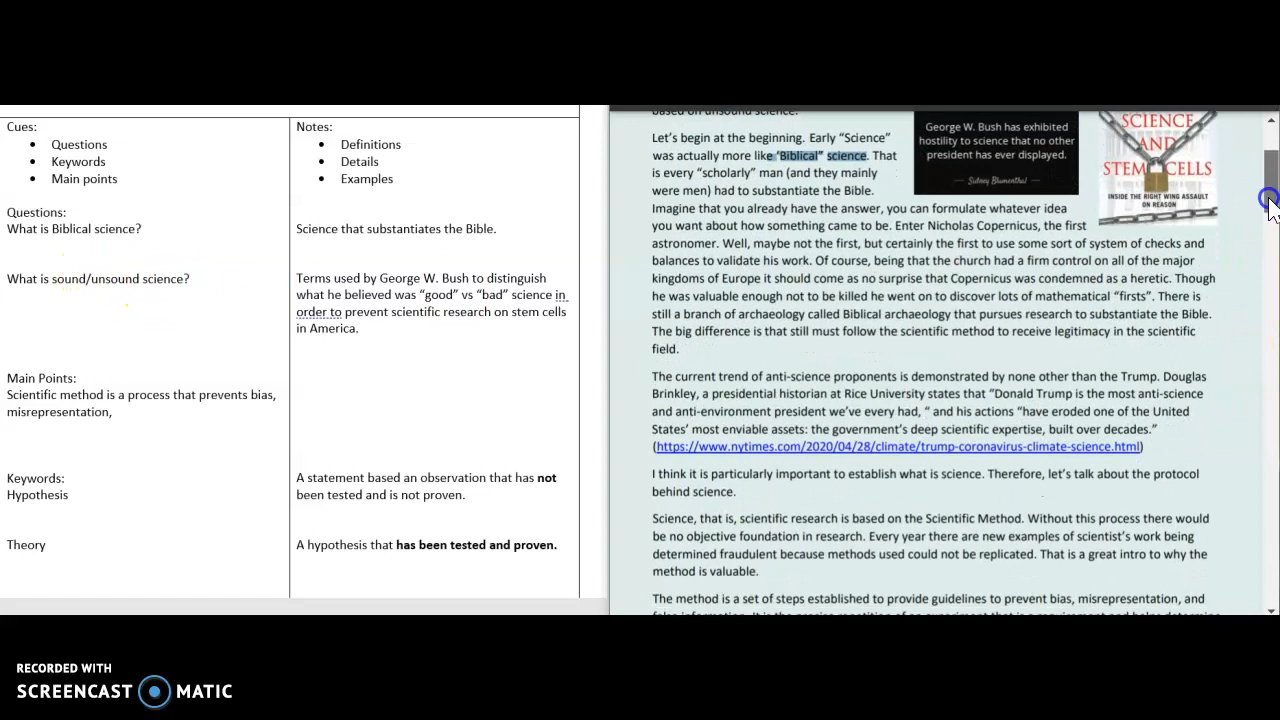 Cues:
• Questions
• Keywords
• Main points
Questions:
What is Biblical science?
What is sound/unsound science?
Main Points:
Scientific method is a process that prevents bias,
misrepresentation,
Keywords:
Hypothesis
Theory
Notes:
• Definitions
• Details
• Examples
Science that substantiates the Bible.
Terms used by George W. Bush to distinguish
what he believed was “good” vs “bad” science in
order to prevent scientific research on stem cells
in America.
A statement based an observation that has not
been tested and is not proven.
A hypothesis that has been tested and proven.
based on unsound science.
Let’s begin at the beginning. Early “Science”
was actually more like ‘Biblical” science. That
is every “scholarly” man (and they mainly
were men) had to substantiate the Bible.
Imagine that you already have the answer, you can formulate whatever idea
you want about how something came to be. Enter Nicholas Copernicus, the first
astronomer. Well, maybe not the first, but certainly the first to use some sort of system of checks and
balances to validate his work. Of course, being that the church had a firm control on all of the major
kingdoms of Europe it should come as no surprise that Copernicus was condemned as a heretic. Though
he was valuable enough not to be killed he went on to discover lots of mathematical “firsts”. There is
still a branch of archaeology called Biblical archaeology that pursues research to substantiate the Bible.
The big difference is that still must follow the scientific method to receive legitimacy in the scientific
field.
George W. Bush has exhibited
hostility to science that no other
president has ever displayed.
Sidney Blumenthal
SCIENCE
AND
STEM CELLS
INSIDE THE RIGHT WING ASSAULT
ON REASON
The current trend of anti-science proponents is demonstrated by none other than the Trump. Douglas
Brinkley, a presidential historian at Rice University states that “Donald Trump is the most anti-science
and anti-environment president we’ve every had, “ and his actions “have eroded one of the United
States’ most enviable assets: the government’s deep scientific expertise, built over decades.”
(https://www.nytimes.com/2020/04/28/climate/trump-coronavirus-climate-science.html)
I think it is particularly important to establish what is science. Therefore, let’s talk about the protocol
behind science.
Science, that is, scientific research is based on the Scientific Method. Without this process there would
be no objective foundation in research. Every year there are new examples of scientist’s work being
determined fraudulent because methods used could not be replicated. That is a great intro to why the
method is valuable.
The method is a set of steps established to provide guidelines to prevent bias, misrepresentation, and
RECORDED WITH
SCREENCAST MATIC